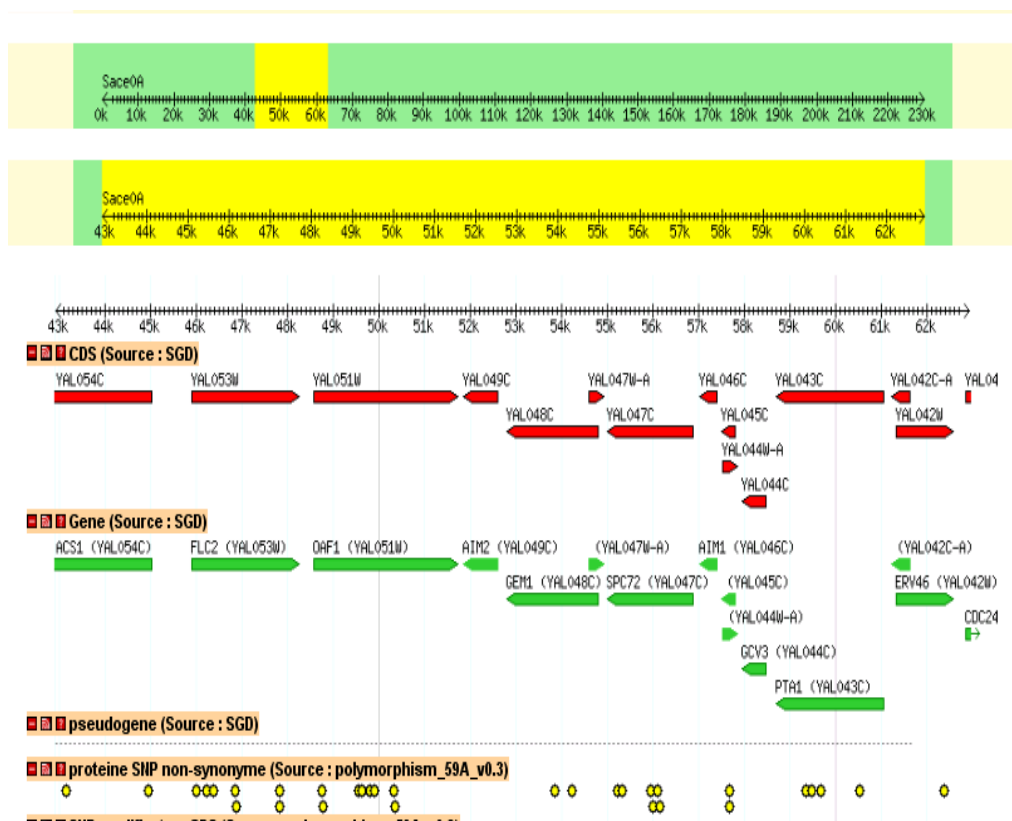 Sace0A
0k 10k 20k 30k 40k 50k 60k 70k 80k 90k 100k 110k 120k 130k 140k 150k 160k 170k 180k 190k 200k 210k 220k 230k
Sace0A
43k 44k 45k 46k 47k 48k 49k 50k 51k 52k 53k 54k 55k 56k 57k 58k 59k 60k 61k 62k
43k 44k 45k 46k 47k 48k 49k 50k 51k 52k 53k 54k 55k 56k 57k 58k 59k 60k 61k 62k
CDS (Source : SGD)
YAL054C YAL053W YAL051W YAL049C YAL047W-A YAL046C YAL043C YAL042C-A YAL04
YAL048C YAL047C YAL045C YAL042W
YAL044W-A
YAL044C
Gene (Source : SGD)
ACS1 (YAL054C) FLC2 (YAL053W) OAF1 (YAL051W) AIM2 (YAL049C) (YAL047W-A) AIM1 (YAL046C) (YAL042C-A)
GEM1 (YAL048C) SPC72 (YAL047C) (YAL045C) ERV46 (YAL042W)
(YAL044W-A) CDC24
GCV3 (YAL044C)
PTA1 (YAL043C)
pseudogene (Source : SGD)
proteine SNP non-synonyme (Source : polymorphism_59A_v0.3)